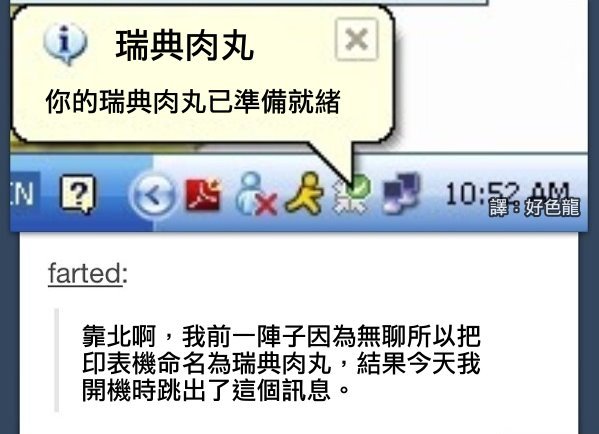 瑞典肉丸
你的瑞典肉丸已準備就緒
EN
10:52 AM
譯：好色龍
farted:
靠北啊，我前一陣子因為無聊所以把
印表機命名為瑞典肉丸，結果今天我
開機時跳出了這個訊息。